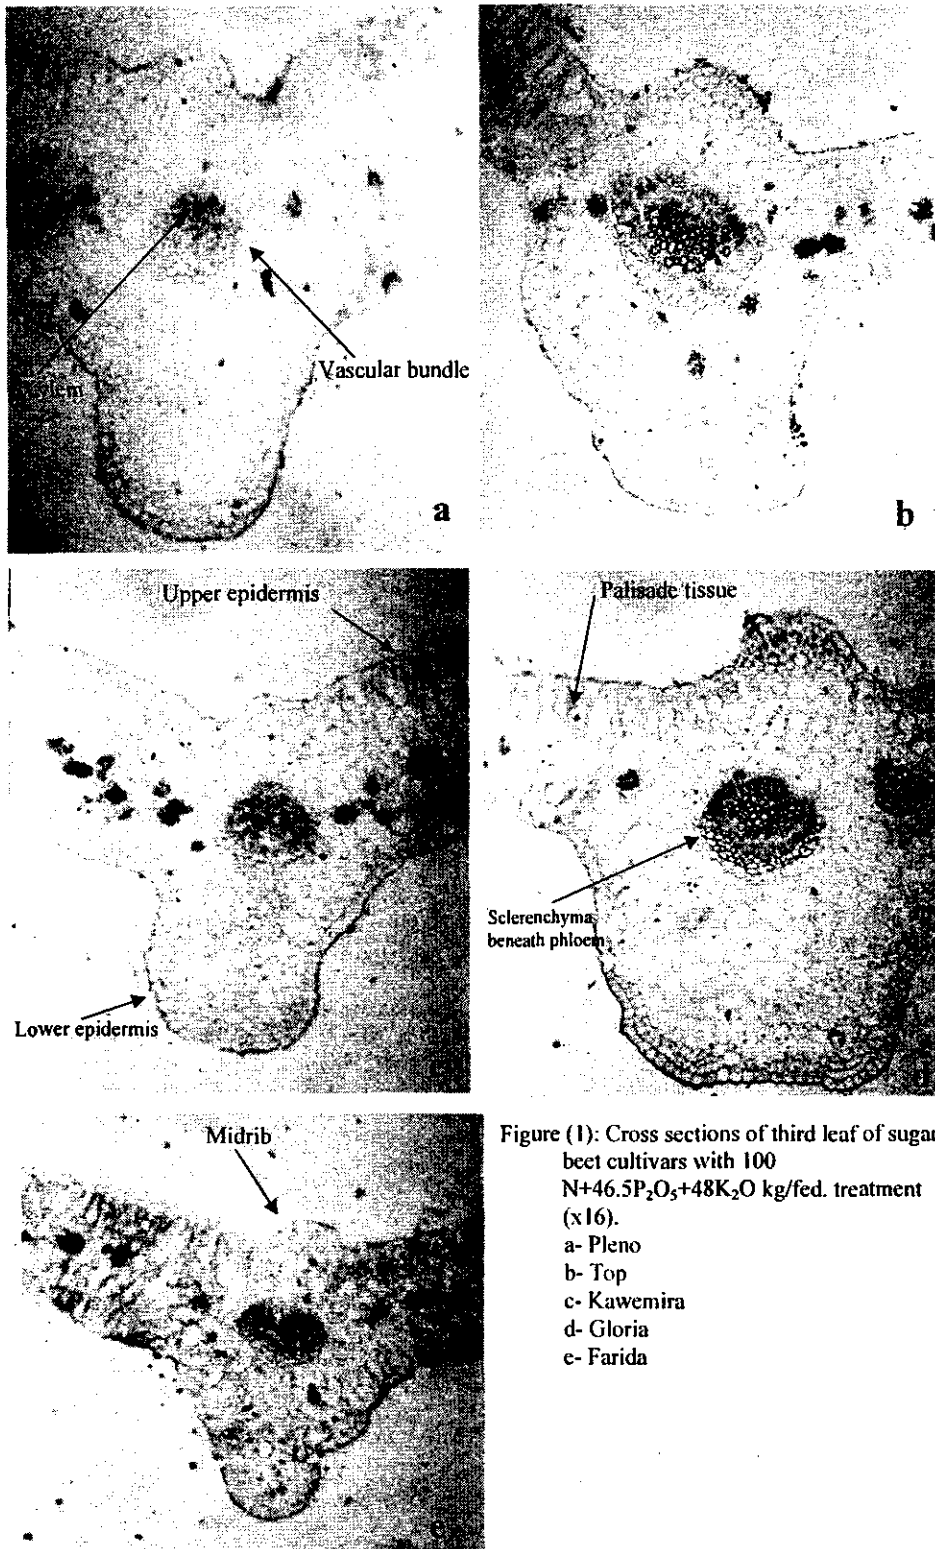 Xylem
Vascular bundle
a
b
Upper epidermis
Palisade tissue
Sclerenchyma
beneath phloem
Lower epidermis
Midrib
e
Figure (1): Cross sections of third leaf of sugar
beet cultivars with 100
N+46.5P₂O₅+48K₂O kg/fed. treatment
(x16).
a- Pleno
b- Top
c- Kawemira
d- Gloria
e- Farida